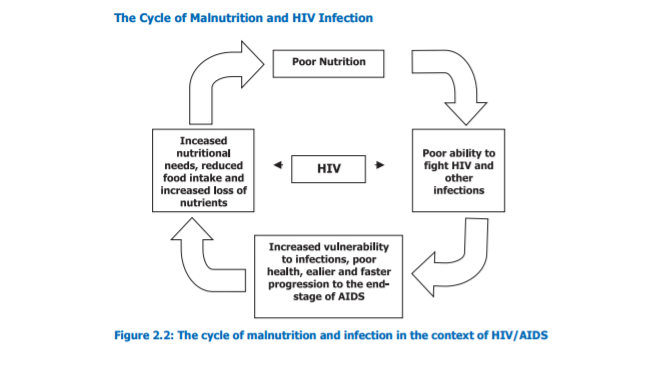 The Cycle of Malnutrition and HIV Infection
Poor Nutrition
Inceased
nutritional
needs, reduced
food intake and
increased loss of
nutrients
HIV
Poor ability to
fight HIV and
other
infections
Increased vulnerability
to infections, poor
health, ealier and faster
progression to the end-
stage of AIDS
Figure 2.2: The cycle of malnutrition and infection in the context of HIV/AIDS